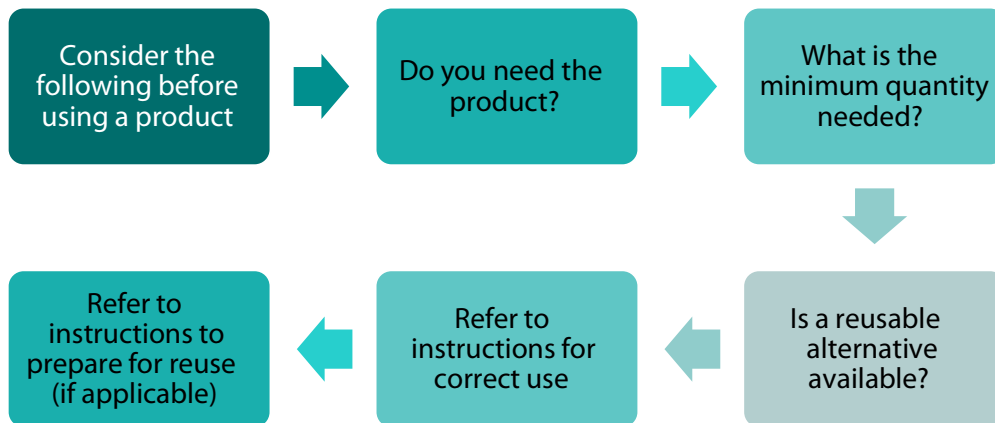 Consider the
following before
using a product
Do you need the
product?
What is the
minimum quantity
needed?
Is a reusable
alternative
available?
Refer to
instructions for
correct use
Refer to
instructions to
prepare for reuse
(if applicable)